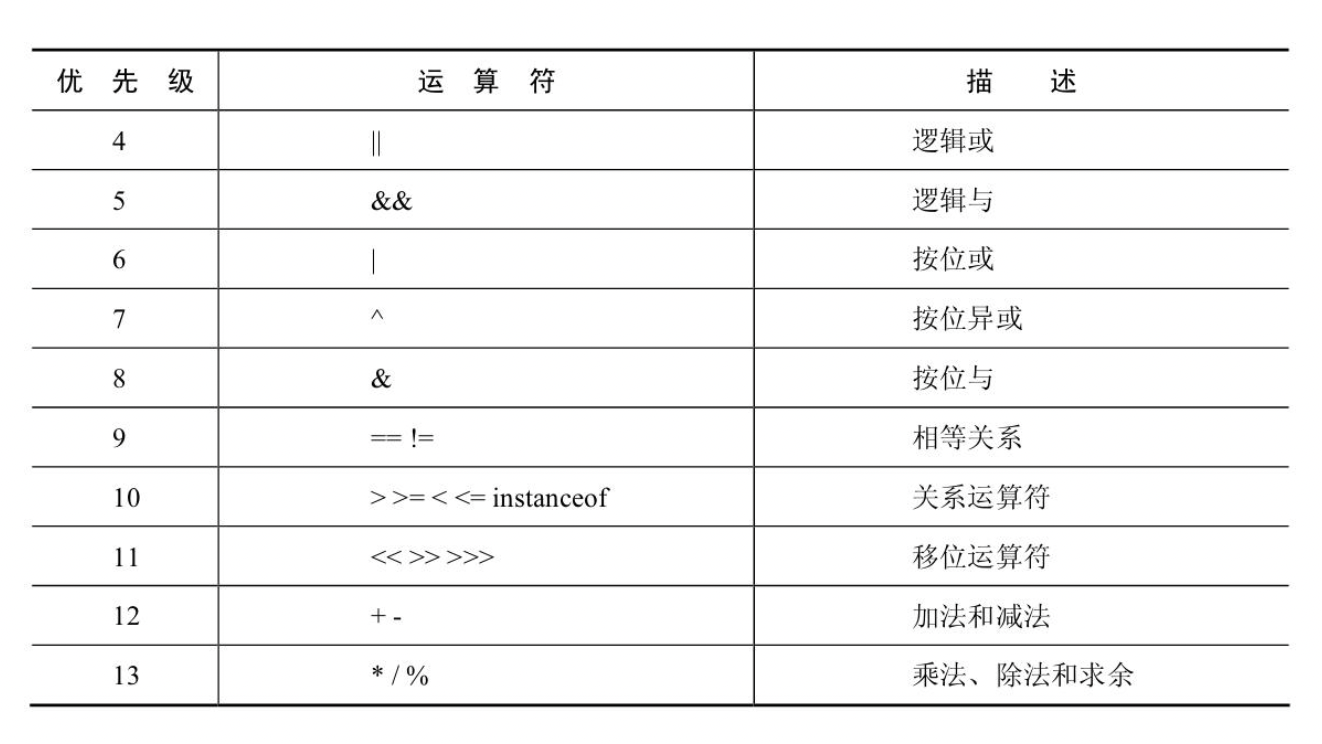 优先级 运算符 描述
4 || 逻辑或
5 && 逻辑与
6 | 按位或
7 ^ 按位异或
8 & 按位与
9 == != 相等关系
10 > >= < <= instanceof 关系运算符
11 << >> >>> 移位运算符
12 + - 加法和减法
13 * / % 乘法、除法和求余